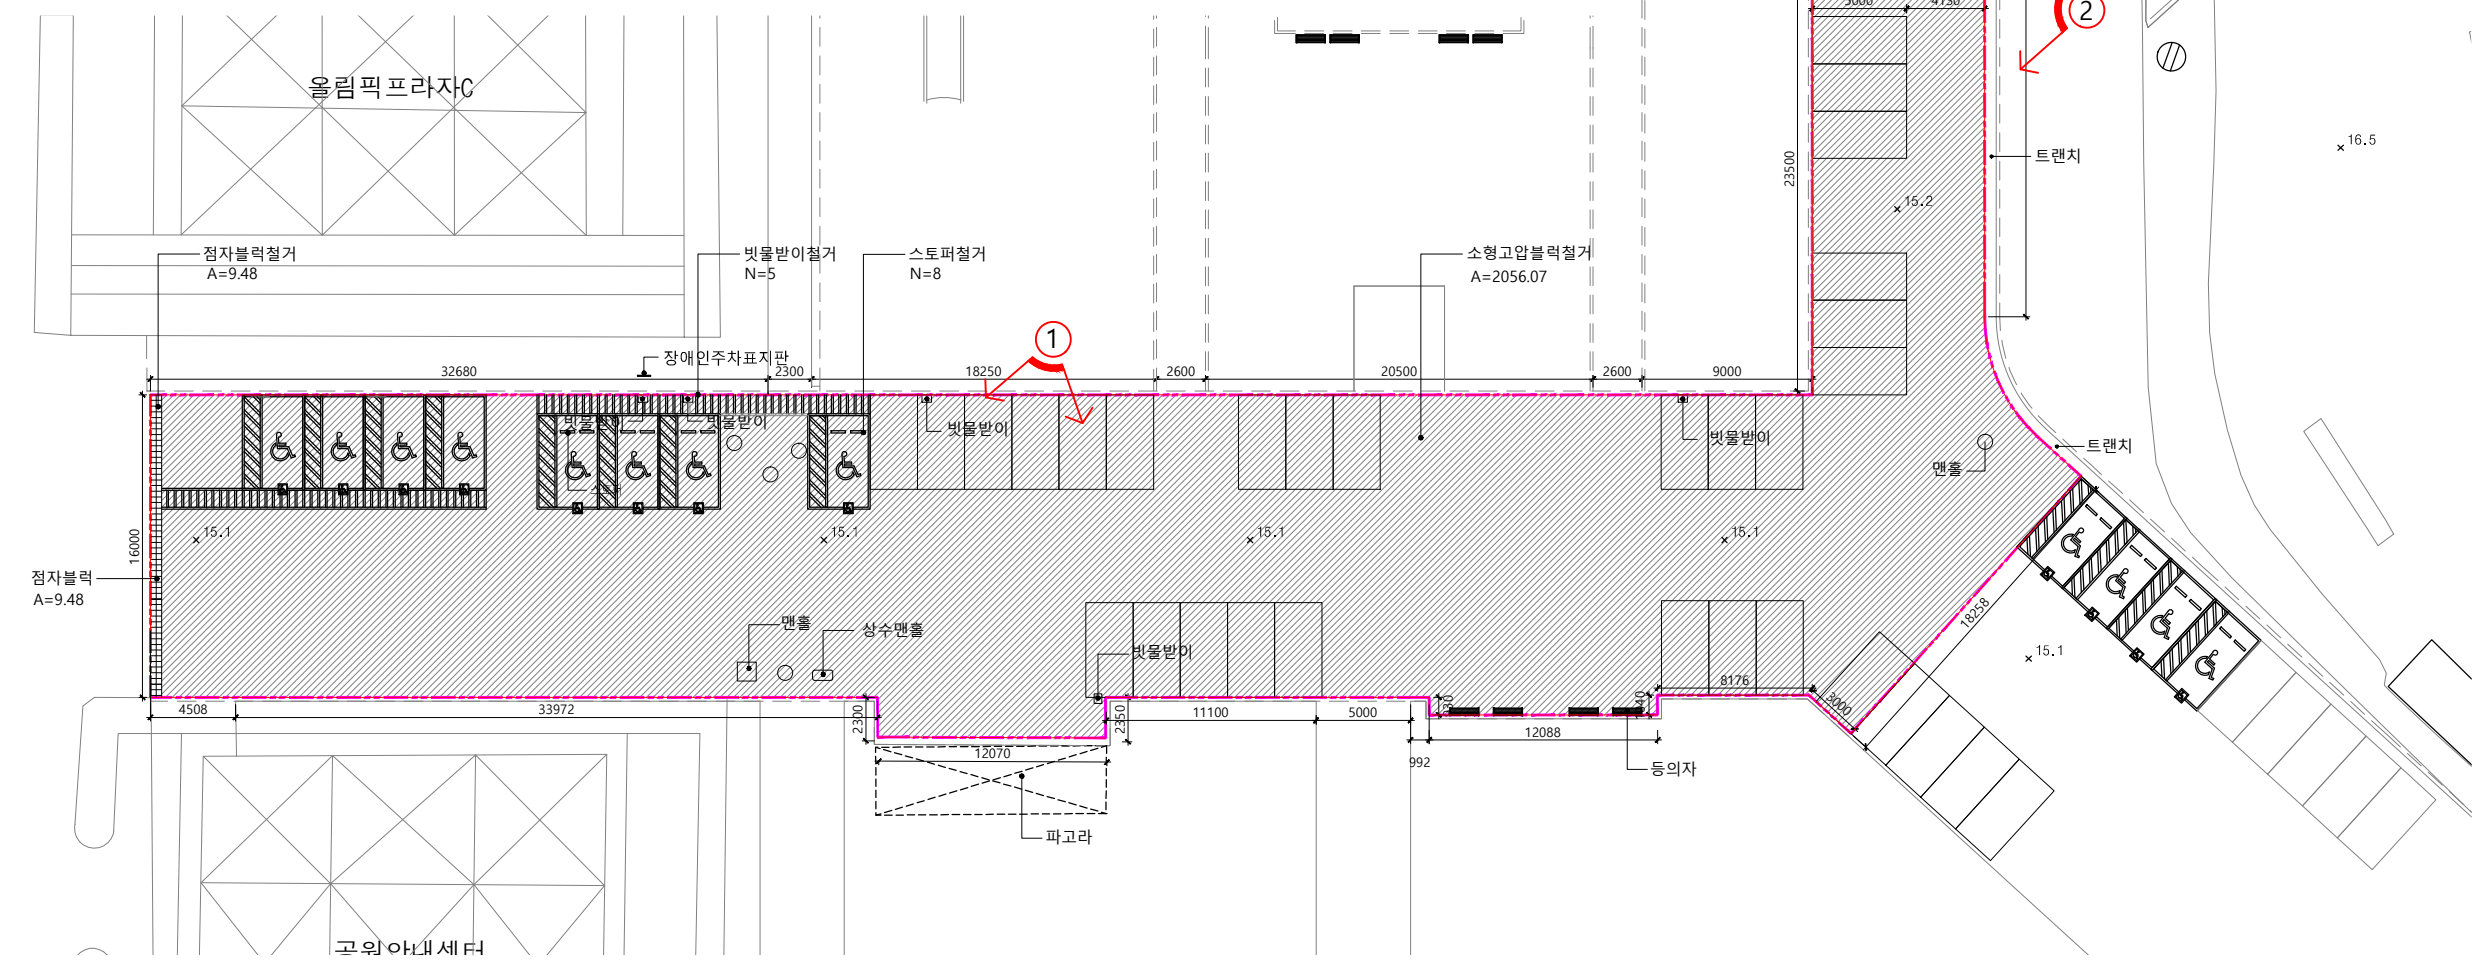 5000
4130
2
올림픽프라자C
16.5
트랜치
23500
15.2
점자블럭철거
A=9.48
빗물받이철거
N=5
스토퍼철거
N=8
소형고압블럭철거
A=2056.07
1
장애인주차표지판
32680
2300
18250
2600
20500
2600
9000
빗물받이
빗물받이
빗물받이
빗물받이
트랜치
맨홀
15.1
15.1
15.1
15.1
16000
점자블럭
A=9.48
맨홀
상수맨홀
빗물받이
18258
15.1
8176
3000
4508
33972
2300
2350
11100
5000
12088
12070
992
등의자
파고라
공원안내센터